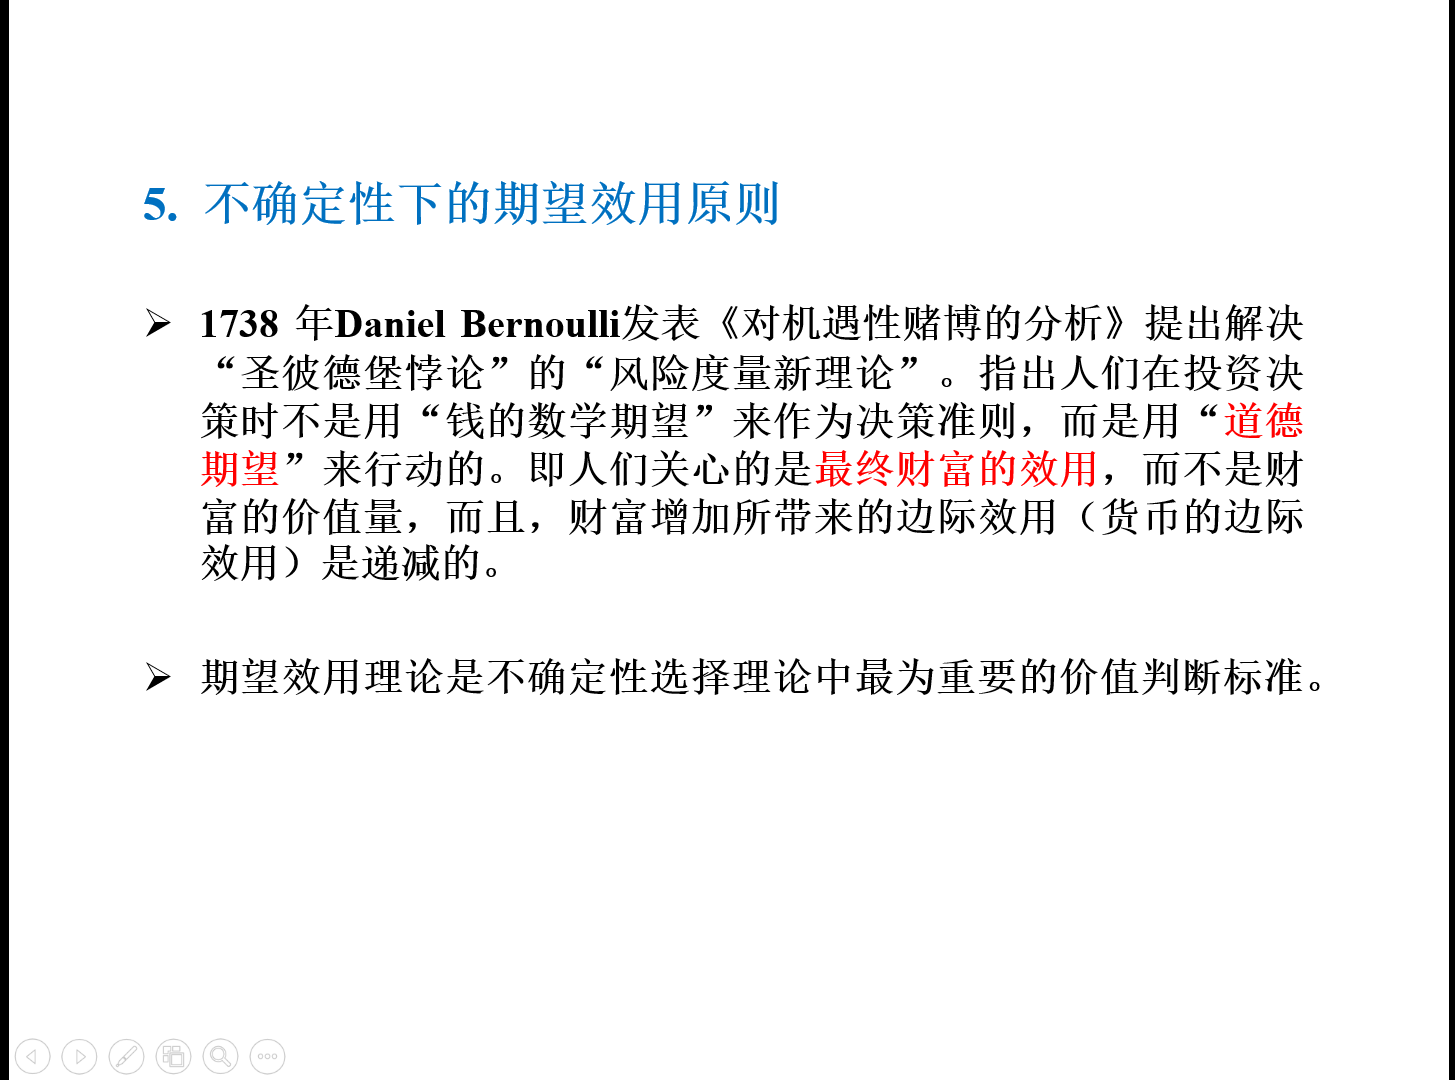 5. 不确定性下的期望效用原则
➢ 1738 年Daniel Bernoulli发表《对机遇性赌博的分析》提出解决
“圣彼德堡悖论”的“风险度量新理论”。指出人们在投资决
策时不是用“钱的数学期望”来作为决策准则，而是用“道德
期望”来行动的。即人们关心的是最终财富的效用，而不是财
富的价值量，而且，财富增加所带来的边际效用（货币的边际
效用）是递减的。
➢ 期望效用理论是不确定性选择理论中最为重要的价值判断标准。